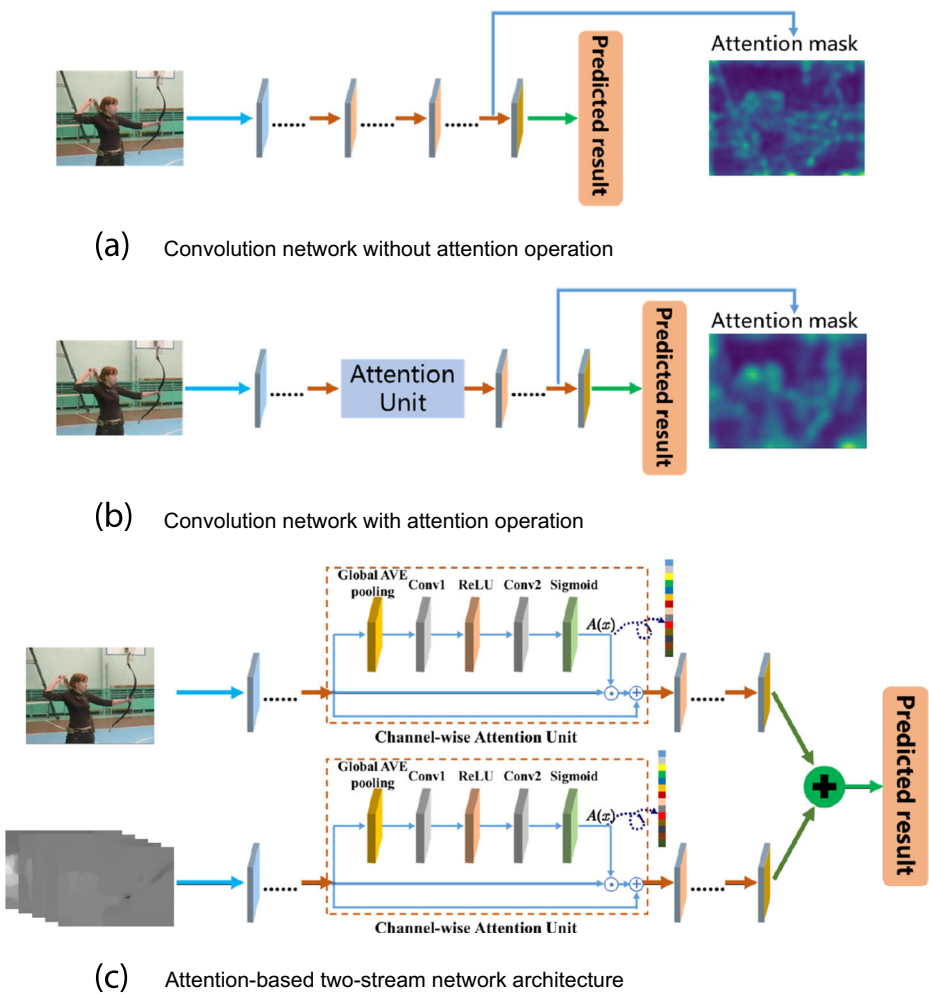 Attention mask
Predicted result
(a) Convolution network without attention operation
Attention mask
Attention
Unit
Predicted result
(b) Convolution network with attention operation
Global AVE
pooling Conv1 ReLU Conv2 Sigmoid
A(x)
Channel-wise Attention Unit
Global AVE
pooling Conv1 ReLU Conv2 Sigmoid
A(x)
Channel-wise Attention Unit
Predicted result
(c) Attention-based two-stream network architecture